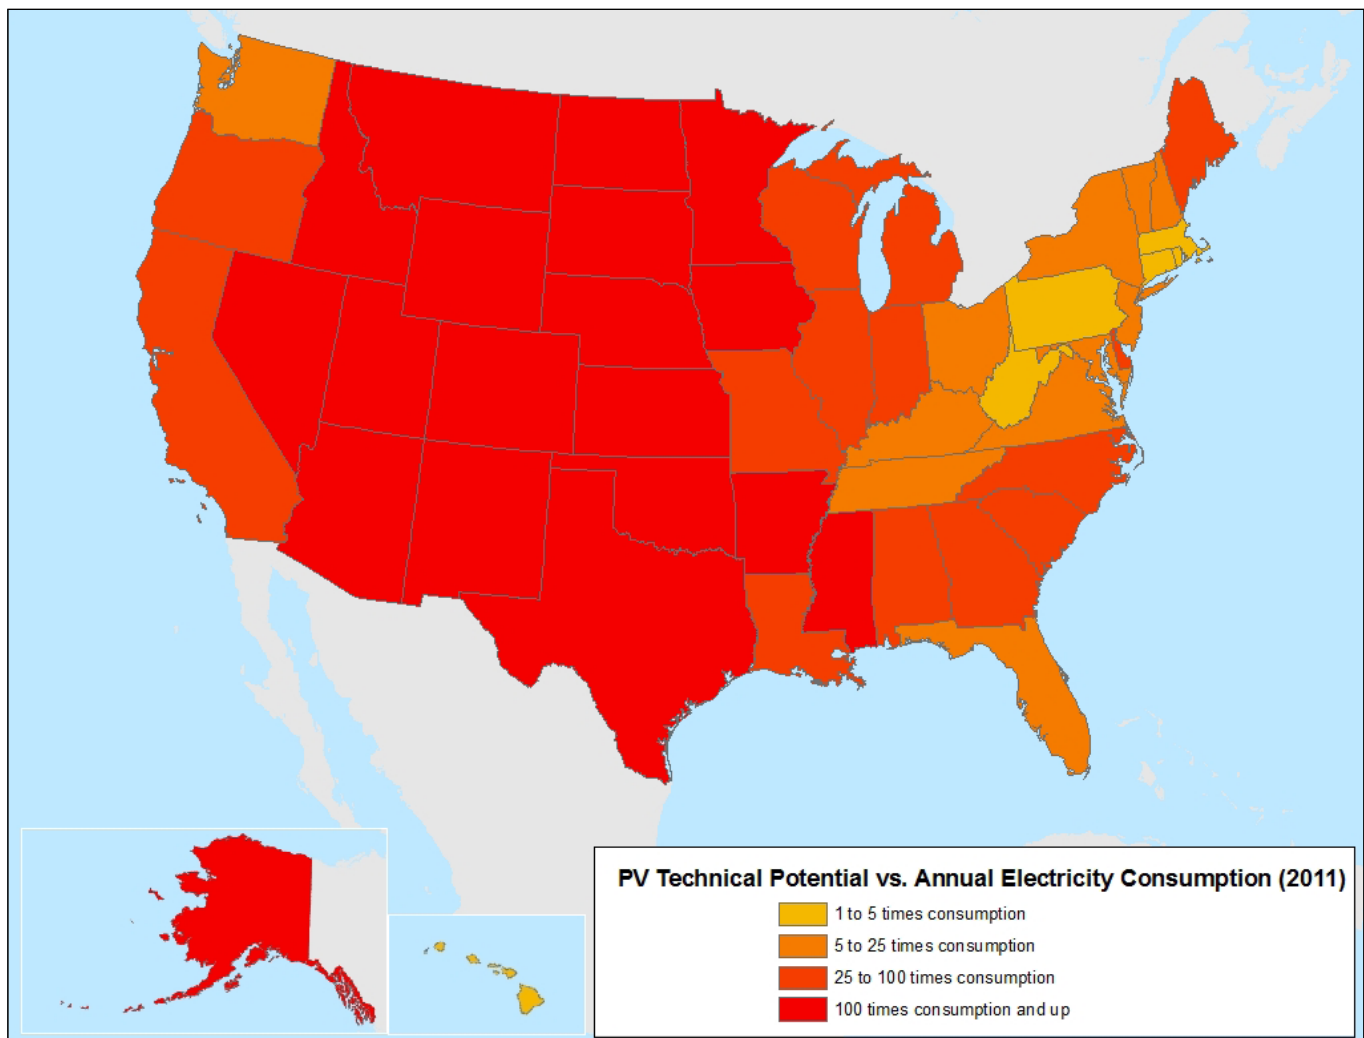 PV Technical Potential vs. Annual Electricity Consumption (2011)
1 to 5 times consumption
5 to 25 times consumption
25 to 100 times consumption
100 times consumption and up